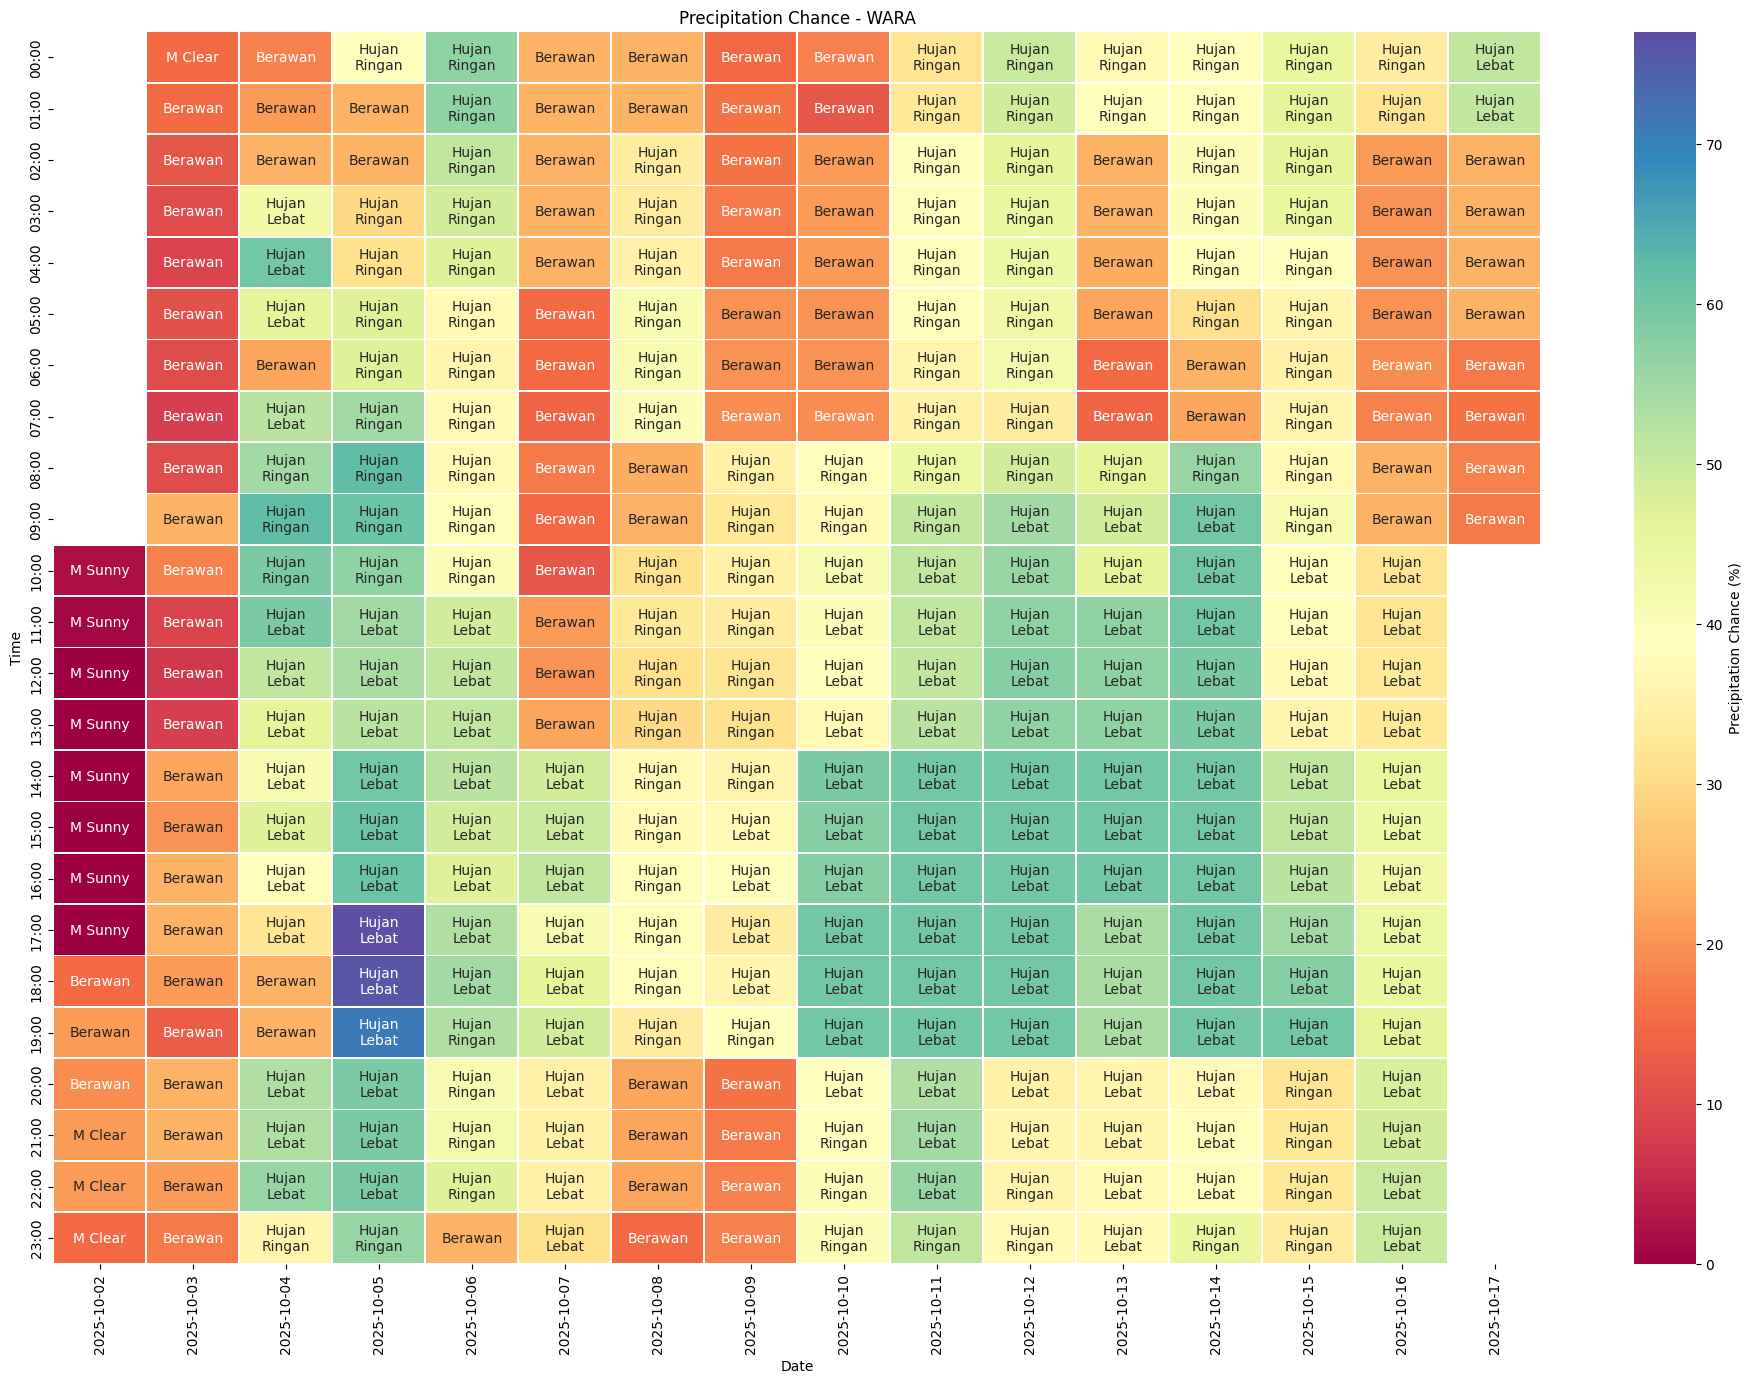 Precipitation Chance - WARA
00:00 M Clear Berawan Hujan Ringan Hujan Ringan Berawan Berawan Berawan Berawan Hujan Ringan Hujan Ringan Hujan Ringan Hujan Ringan Hujan Ringan Hujan Ringan Hujan Lebat
01:00 Berawan Berawan Berawan Hujan Ringan Berawan Berawan Berawan Berawan Hujan Ringan Hujan Ringan Hujan Ringan Hujan Ringan Hujan Ringan Hujan Ringan Hujan Lebat
02:00 Berawan Berawan Berawan Hujan Ringan Berawan Hujan Ringan Berawan Berawan Hujan Ringan Hujan Ringan Berawan Hujan Ringan Hujan Ringan Berawan Berawan
03:00 Berawan Hujan Lebat Hujan Ringan Hujan Ringan Berawan Hujan Ringan Berawan Berawan Hujan Ringan Hujan Ringan Berawan Hujan Ringan Hujan Ringan Berawan Berawan
04:00 Berawan Hujan Lebat Hujan Ringan Hujan Ringan Berawan Hujan Ringan Berawan Berawan Hujan Ringan Hujan Ringan Berawan Hujan Ringan Hujan Ringan Berawan Berawan
05:00 Berawan Hujan Lebat Hujan Ringan Hujan Ringan Berawan Hujan Ringan Berawan Berawan Hujan Ringan Hujan Ringan Berawan Hujan Ringan Hujan Ringan Berawan Berawan
06:00 Berawan Berawan Hujan Ringan Hujan Ringan Berawan Hujan Ringan Berawan Berawan Hujan Ringan Hujan Ringan Berawan Berawan Hujan Ringan Berawan Berawan
07:00 Berawan Hujan Lebat Hujan Ringan Hujan Ringan Berawan Hujan Ringan Berawan Berawan Hujan Ringan Hujan Ringan Berawan Berawan Hujan Ringan Berawan Berawan
08:00 Berawan Hujan Ringan Hujan Ringan Hujan Ringan Berawan Berawan Hujan Ringan Hujan Ringan Hujan Ringan Hujan Ringan Hujan Ringan Hujan Ringan Hujan Ringan Berawan Berawan
09:00 Berawan Hujan Ringan Hujan Ringan Hujan Ringan Berawan Berawan Hujan Ringan Hujan Ringan Hujan Ringan Hujan Lebat Hujan Lebat Hujan Lebat Hujan Ringan Berawan Berawan
10:00 M Sunny Berawan Hujan Ringan Hujan Ringan Hujan Ringan Berawan Hujan Ringan Hujan Ringan Hujan Lebat Hujan Lebat Hujan Lebat Hujan Lebat Hujan Lebat Hujan Lebat Hujan Lebat
11:00 M Sunny Berawan Hujan Lebat Hujan Lebat Hujan Lebat Berawan Hujan Ringan Hujan Ringan Hujan Lebat Hujan Lebat Hujan Lebat Hujan Lebat Hujan Lebat Hujan Lebat Hujan Lebat
12:00 M Sunny Berawan Hujan Lebat Hujan Lebat Hujan Lebat Berawan Hujan Ringan Hujan Ringan Hujan Lebat Hujan Lebat Hujan Lebat Hujan Lebat Hujan Lebat Hujan Lebat Hujan Lebat
13:00 M Sunny Berawan Hujan Lebat Hujan Lebat Hujan Lebat Berawan Hujan Ringan Hujan Ringan Hujan Lebat Hujan Lebat Hujan Lebat Hujan Lebat Hujan Lebat Hujan Lebat Hujan Lebat
14:00 M Sunny Berawan Hujan Lebat Hujan Lebat Hujan Lebat Hujan Lebat Hujan Ringan Hujan Ringan Hujan Lebat Hujan Lebat Hujan Lebat Hujan Lebat Hujan Lebat Hujan Lebat Hujan Lebat
15:00 M Sunny Berawan Hujan Lebat Hujan Lebat Hujan Lebat Hujan Lebat Hujan Ringan Hujan Lebat Hujan Lebat Hujan Lebat Hujan Lebat Hujan Lebat Hujan Lebat Hujan Lebat Hujan Lebat
16:00 M Sunny Berawan Hujan Lebat Hujan Lebat Hujan Lebat Hujan Lebat Hujan Ringan Hujan Lebat Hujan Lebat Hujan Lebat Hujan Lebat Hujan Lebat Hujan Lebat Hujan Lebat Hujan Lebat
17:00 M Sunny Berawan Hujan Lebat Hujan Lebat Hujan Lebat Hujan Lebat Hujan Ringan Hujan Lebat Hujan Lebat Hujan Lebat Hujan Lebat Hujan Lebat Hujan Lebat Hujan Lebat Hujan Lebat
18:00 Berawan Berawan Berawan Hujan Lebat Hujan Lebat Hujan Lebat Hujan Ringan Hujan Lebat Hujan Lebat Hujan Lebat Hujan Lebat Hujan Lebat Hujan Lebat Hujan Lebat Hujan Lebat
19:00 Berawan Berawan Berawan Hujan Lebat Hujan Ringan Hujan Lebat Hujan Ringan Hujan Ringan Hujan Lebat Hujan Lebat Hujan Lebat Hujan Lebat Hujan Lebat Hujan Lebat Hujan Lebat
20:00 Berawan Berawan Hujan Lebat Hujan Lebat Hujan Ringan Hujan Lebat Berawan Berawan Hujan Lebat Hujan Lebat Hujan Lebat Hujan Lebat Hujan Lebat Hujan Ringan Hujan Lebat
21:00 M Clear Berawan Hujan Lebat Hujan Lebat Hujan Ringan Hujan Lebat Berawan Berawan Hujan Ringan Hujan Lebat Hujan Lebat Hujan Lebat Hujan Lebat Hujan Ringan Hujan Lebat
22:00 M Clear Berawan Hujan Lebat Hujan Lebat Hujan Ringan Hujan Lebat Berawan Berawan Hujan Ringan Hujan Lebat Hujan Ringan Hujan Lebat Hujan Lebat Hujan Ringan Hujan Lebat
23:00 M Clear Berawan Hujan Ringan Hujan Ringan Berawan Hujan Lebat Berawan Berawan Hujan Ringan Hujan Ringan Hujan Ringan Hujan Lebat Hujan Ringan Hujan Ringan Hujan Lebat
Time
2025-10-02 2025-10-03 2025-10-04 2025-10-05 2025-10-06 2025-10-07 2025-10-08 2025-10-09 2025-10-10 2025-10-11 2025-10-12 2025-10-13 2025-10-14 2025-10-15 2025-10-16 2025-10-17
Date
70
60
50
40
30
20
10
0
Precipitation Chance (%)